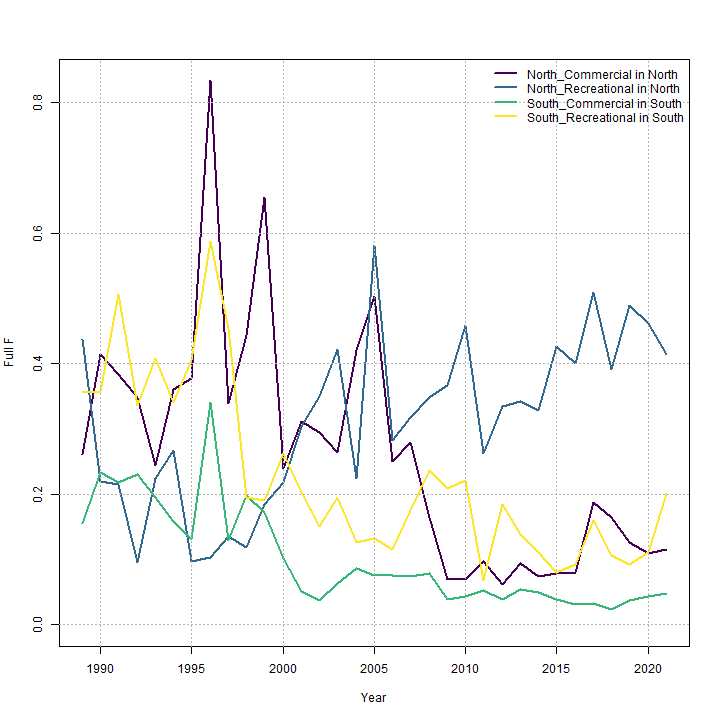 North_Commercial in North
North_Recreational in North
South_Commercial in South
South_Recreational in South
Full F
0.8
0.6
0.4
0.2
0.0
1990 1995 2000 2005 2010 2015 2020
Year